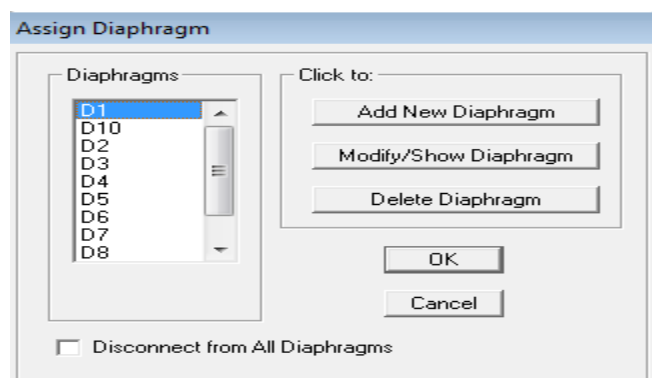 Assign Diaphragm
Diaphragms
D1
D10
D2
D3
D4
D5
D6
D7
D8
Click to:
Add New Diaphragm
Modify/Show Diaphragm
Delete Diaphragm
OK
Cancel
Disconnect from All Diaphragms